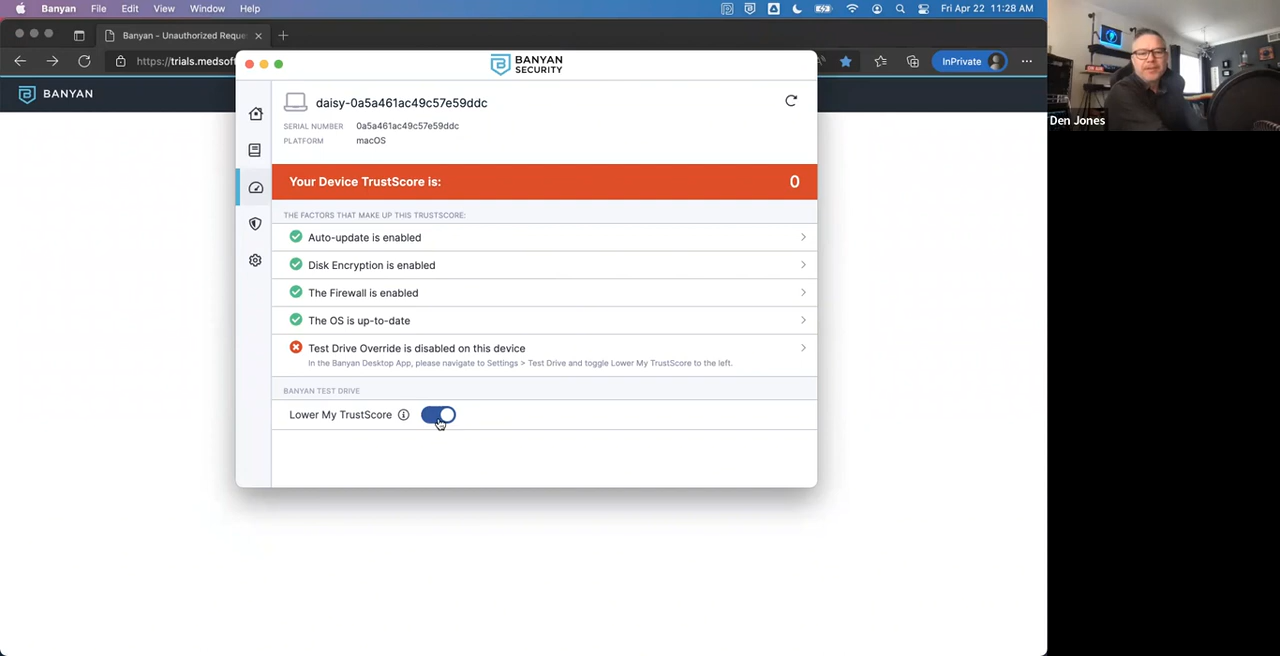 Banyan File Edit View Window Help Fri Apr 22 11:28 AM
Banyan - Unauthorized Reque
https://trials.medsoft InPrivate
BANYAN
BANYAN
SECURITY
daisy-0a5a461ac49c57e59ddc
SERIAL NUMBER 0a5a461ac49c57e59ddc
PLATFORM macOS
Your Device TrustScore is: 0
THE FACTORS THAT MAKE UP THIS TRUSTSCORE:
Auto-update is enabled
Disk Encryption is enabled
The Firewall is enabled
The OS is up-to-date
Test Drive Override is disabled on this device
In the Banyan Desktop App, please navigate to Settings > Test Drive and toggle Lower My TrustScore to the left.
BANYAN TEST DRIVE
Lower My TrustScore
Den Jones